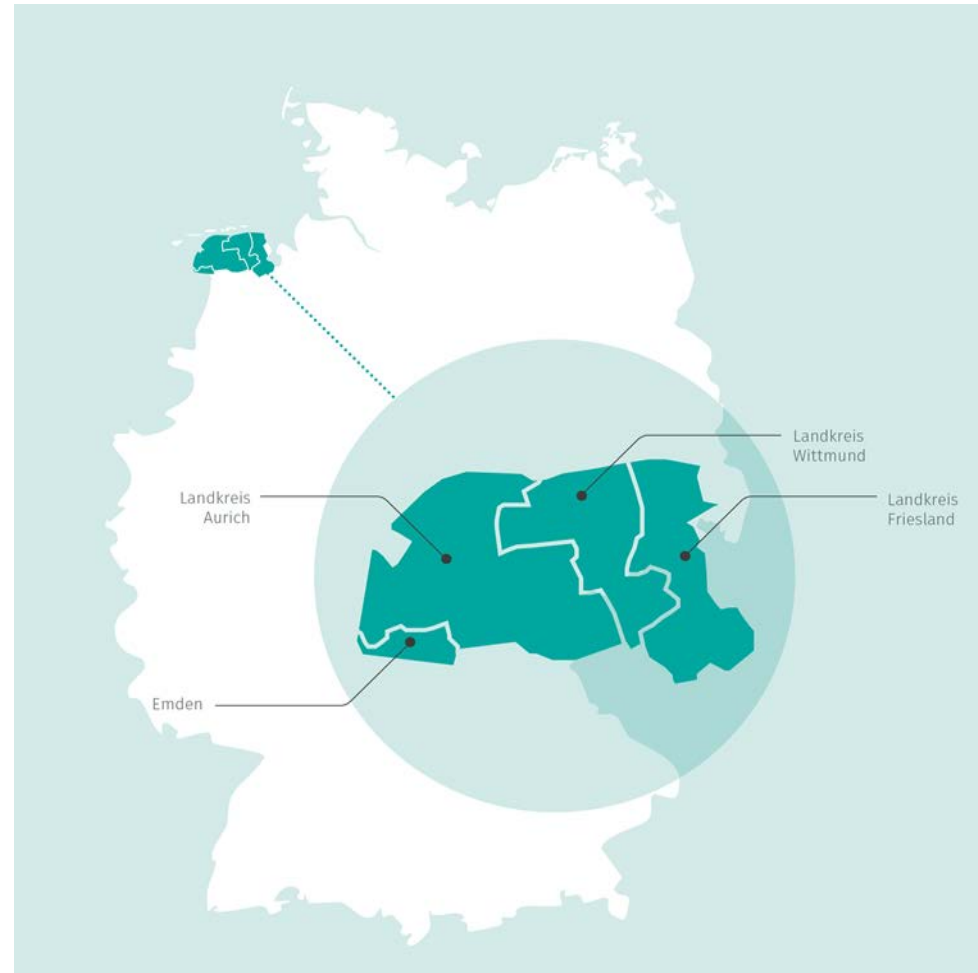 Landkreis
Wittmund
Landkreis
Aurich
Landkreis
Friesland
Emden